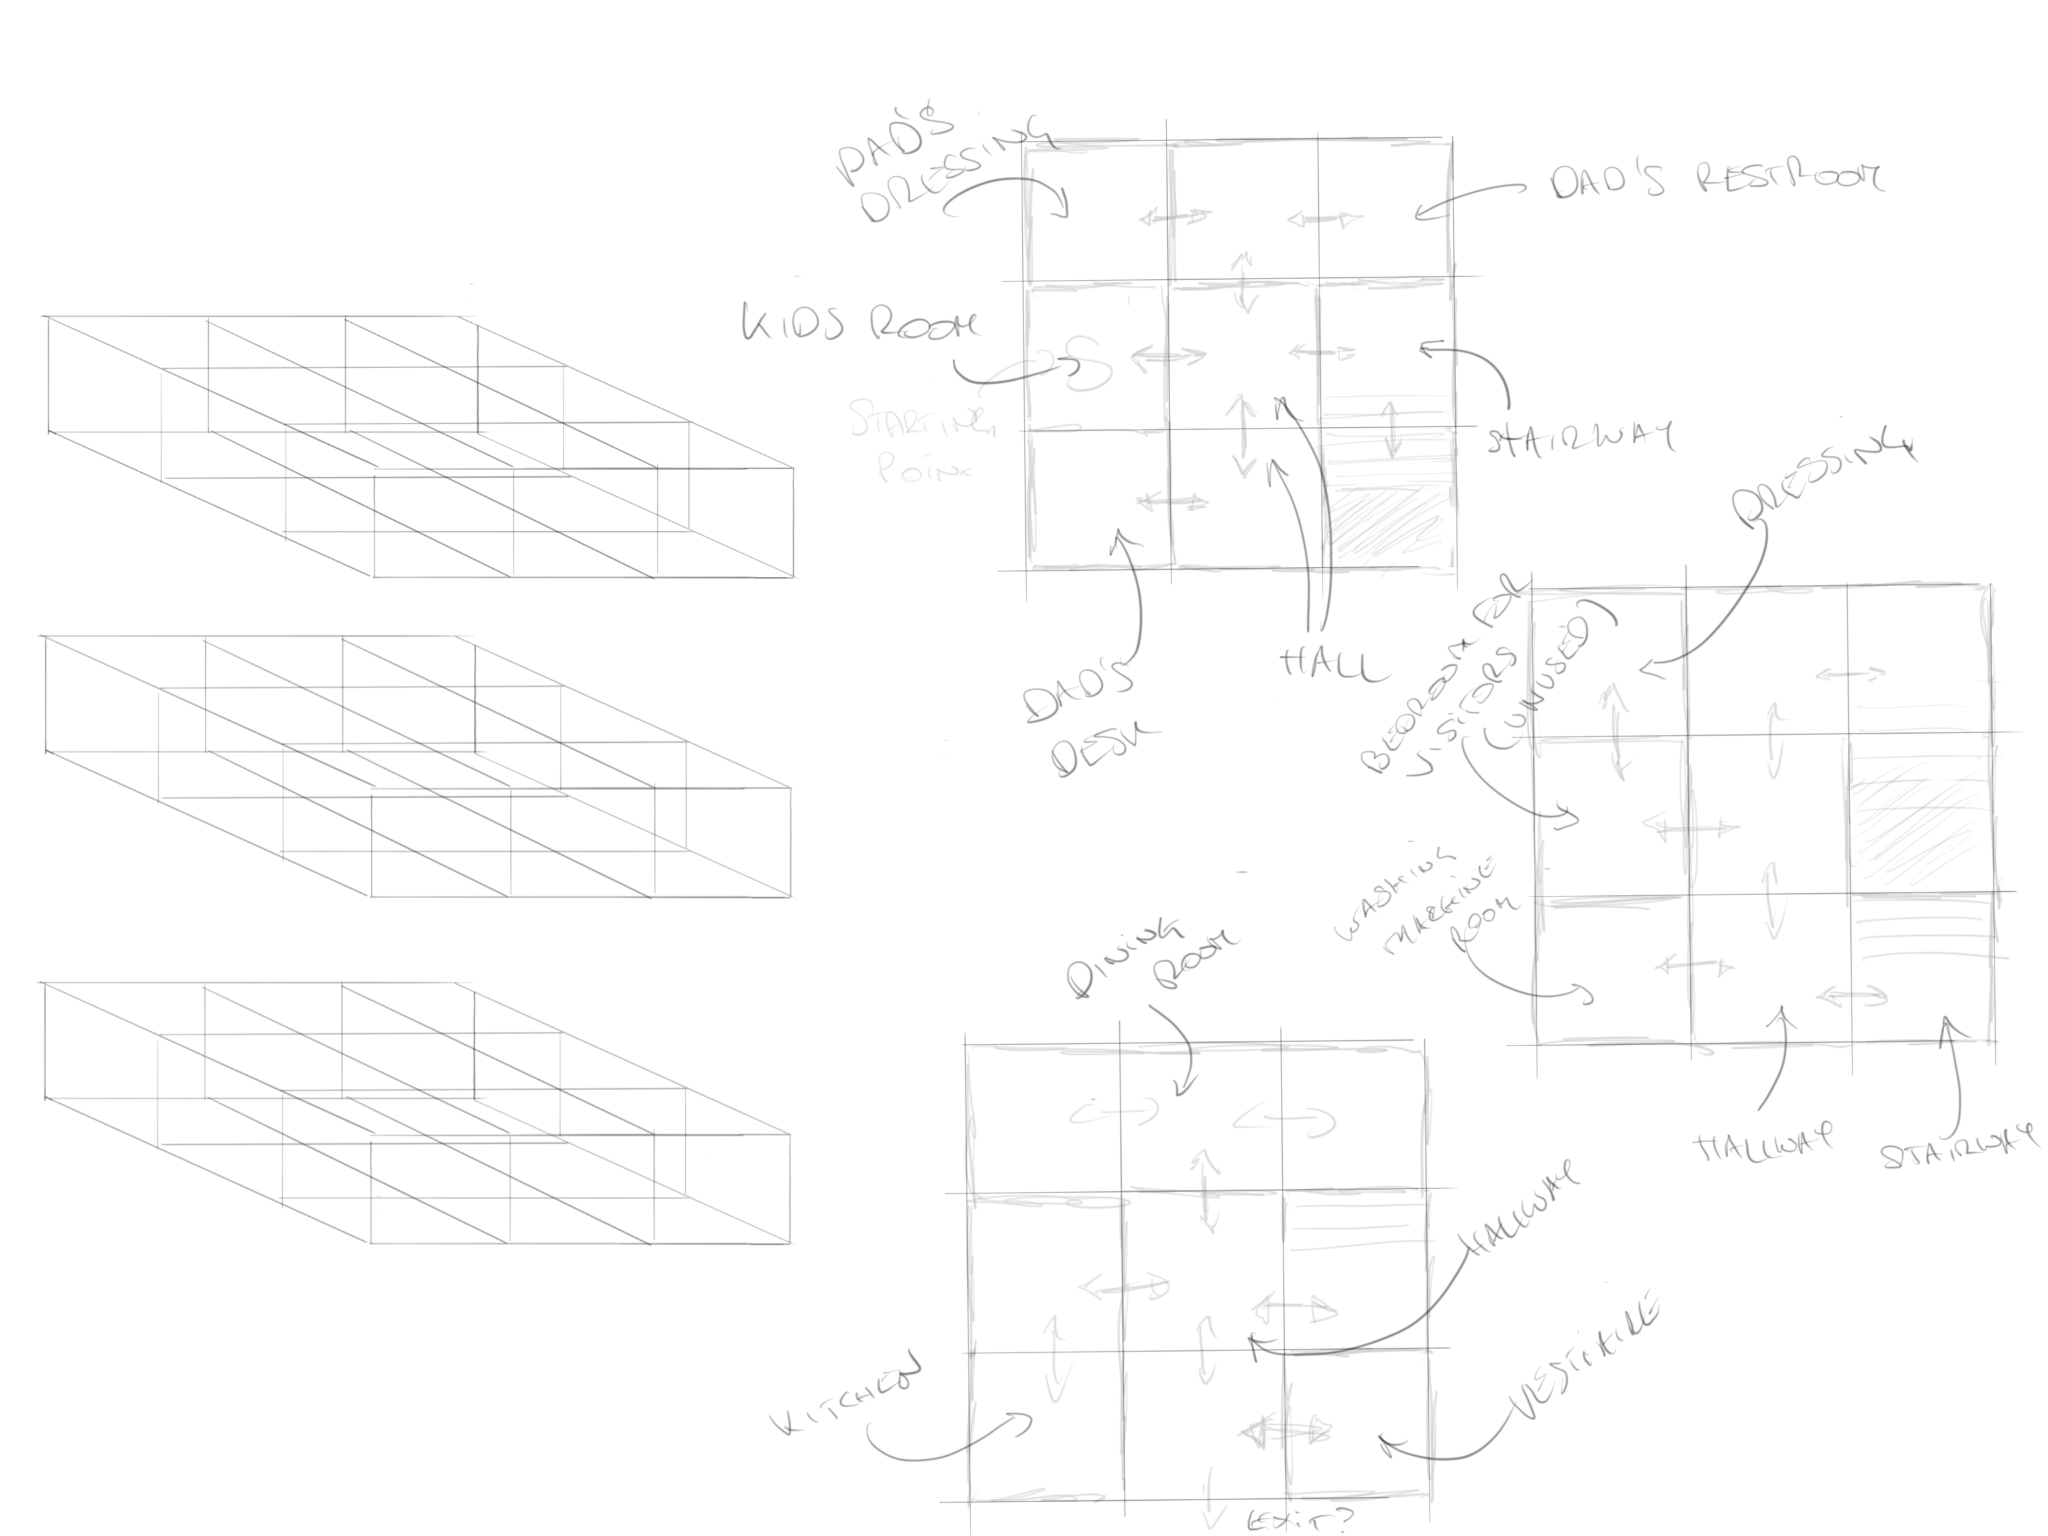 DAD'S
DRESSING
DAD'S RESTROOM
KIDS ROOM
S
STARTING
POINT
STAIRWAY
HALL
DAD'S
DESK
DRESSING
BEDROOM FOR
VISITORS
(UNUSED)
WASHING
MACHINE
ROOM
HALLWAY
STAIRWAY
DINING
ROOM
HALLWAY
KITCHEN
VESTIAIRE
EXIT?